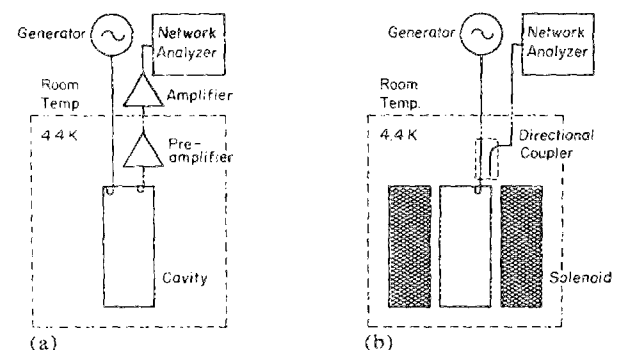 Generator
Network
Analyzer
Room
Temp
Amplifier
4.4 K
Pre-
amplifier
Cavity
(a)
Generator
Network
Analyzer
Room
Temp.
4.4 K
Directional
Coupler
Solenoid
(b)